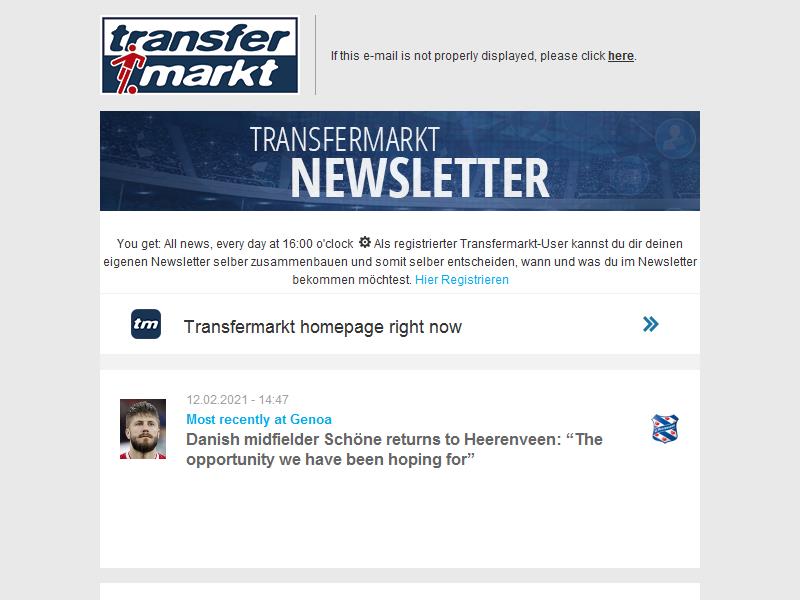 transfer
markt
If this e-mail is not properly displayed, please click here.
TRANSFERMARKT
NEWSLETTER
You get: All news, every day at 16:00 o'clock Als registrierter Transfermarkt-User kannst du dir deinen
eigenen Newsletter selber zusammenbauen und somit selber entscheiden, wann und was du im Newsletter
bekommen möchtest. Hier Registrieren
tm Transfermarkt homepage right now
12.02.2021 - 14:47
Most recently at Genoa
Danish midfielder Schöne returns to Heerenveen: “The
opportunity we have been hoping for”